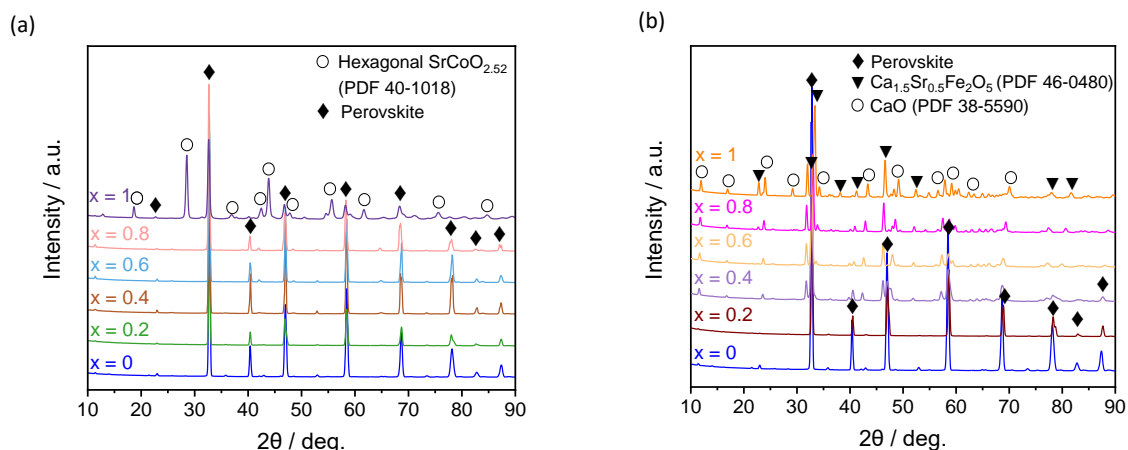 (a)
Hexagonal SrCoO2.52
(PDF 40-1018)
Perovskite
x = 1
x = 0.8
x = 0.6
x = 0.4
x = 0.2
x = 0
Intensity / a.u.
10 20 30 40 50 60 70 80 90
2θ / deg.
(b)
Perovskite
Ca1.5Sr0.5Fe2O5 (PDF 46-0480)
CaO (PDF 38-5590)
x = 1
x = 0.8
x = 0.6
x = 0.4
x = 0.2
x = 0
Intensity / a.u.
10 20 30 40 50 60 70 80 90
2θ / deg.